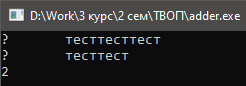 D:\Work\3 курс\2 сем\ТВОП\adder.exe
? тесттесттест
? тесттест
2